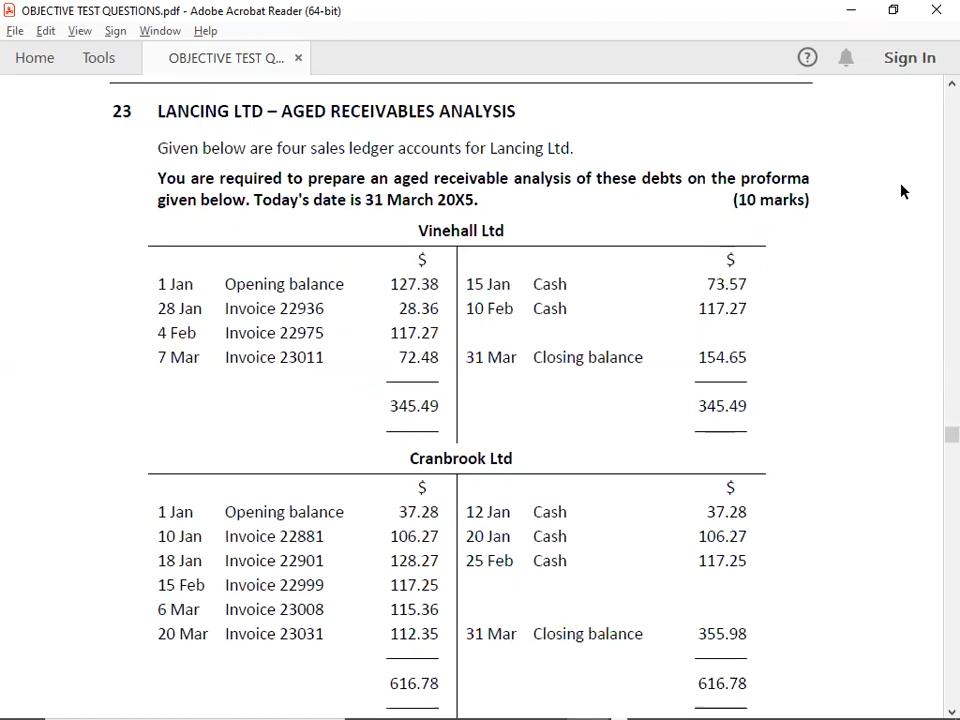 OBJECTIVE TEST QUESTIONS.pdf - Adobe Acrobat Reader (64-bit)
File Edit View Sign Window Help
Home Tools OBJECTIVE TEST Q... × Sign In
23 LANCING LTD – AGED RECEIVABLES ANALYSIS
Given below are four sales ledger accounts for Lancing Ltd.
You are required to prepare an aged receivable analysis of these debts on the proforma
given below. Today's date is 31 March 20X5. (10 marks)
Vinehall Ltd
$ $
1 Jan Opening balance 127.38 15 Jan Cash 73.57
28 Jan Invoice 22936 28.36 10 Feb Cash 117.27
4 Feb Invoice 22975 117.27
7 Mar Invoice 23011 72.48 31 Mar Closing balance 154.65
345.49 345.49
Cranbrook Ltd
$ $
1 Jan Opening balance 37.28 12 Jan Cash 37.28
10 Jan Invoice 22881 106.27 20 Jan Cash 106.27
18 Jan Invoice 22901 128.27 25 Feb Cash 117.25
15 Feb Invoice 22999 117.25
6 Mar Invoice 23008 115.36
20 Mar Invoice 23031 112.35 31 Mar Closing balance 355.98
616.78 616.78